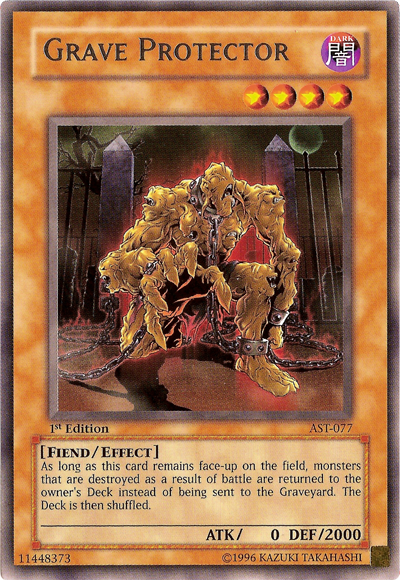 GRAVE PROTECTOR
DARK
闇
1st Edition
AST-077
[FIEND/EFFECT]
As long as this card remains face-up on the field, monsters
that are destroyed as a result of battle are returned to the
owner's Deck instead of being sent to the Graveyard. The
Deck is then shuffled.
ATK/ 0 DEF/2000
11448373
©1996 KAZUKI TAKAHASHI